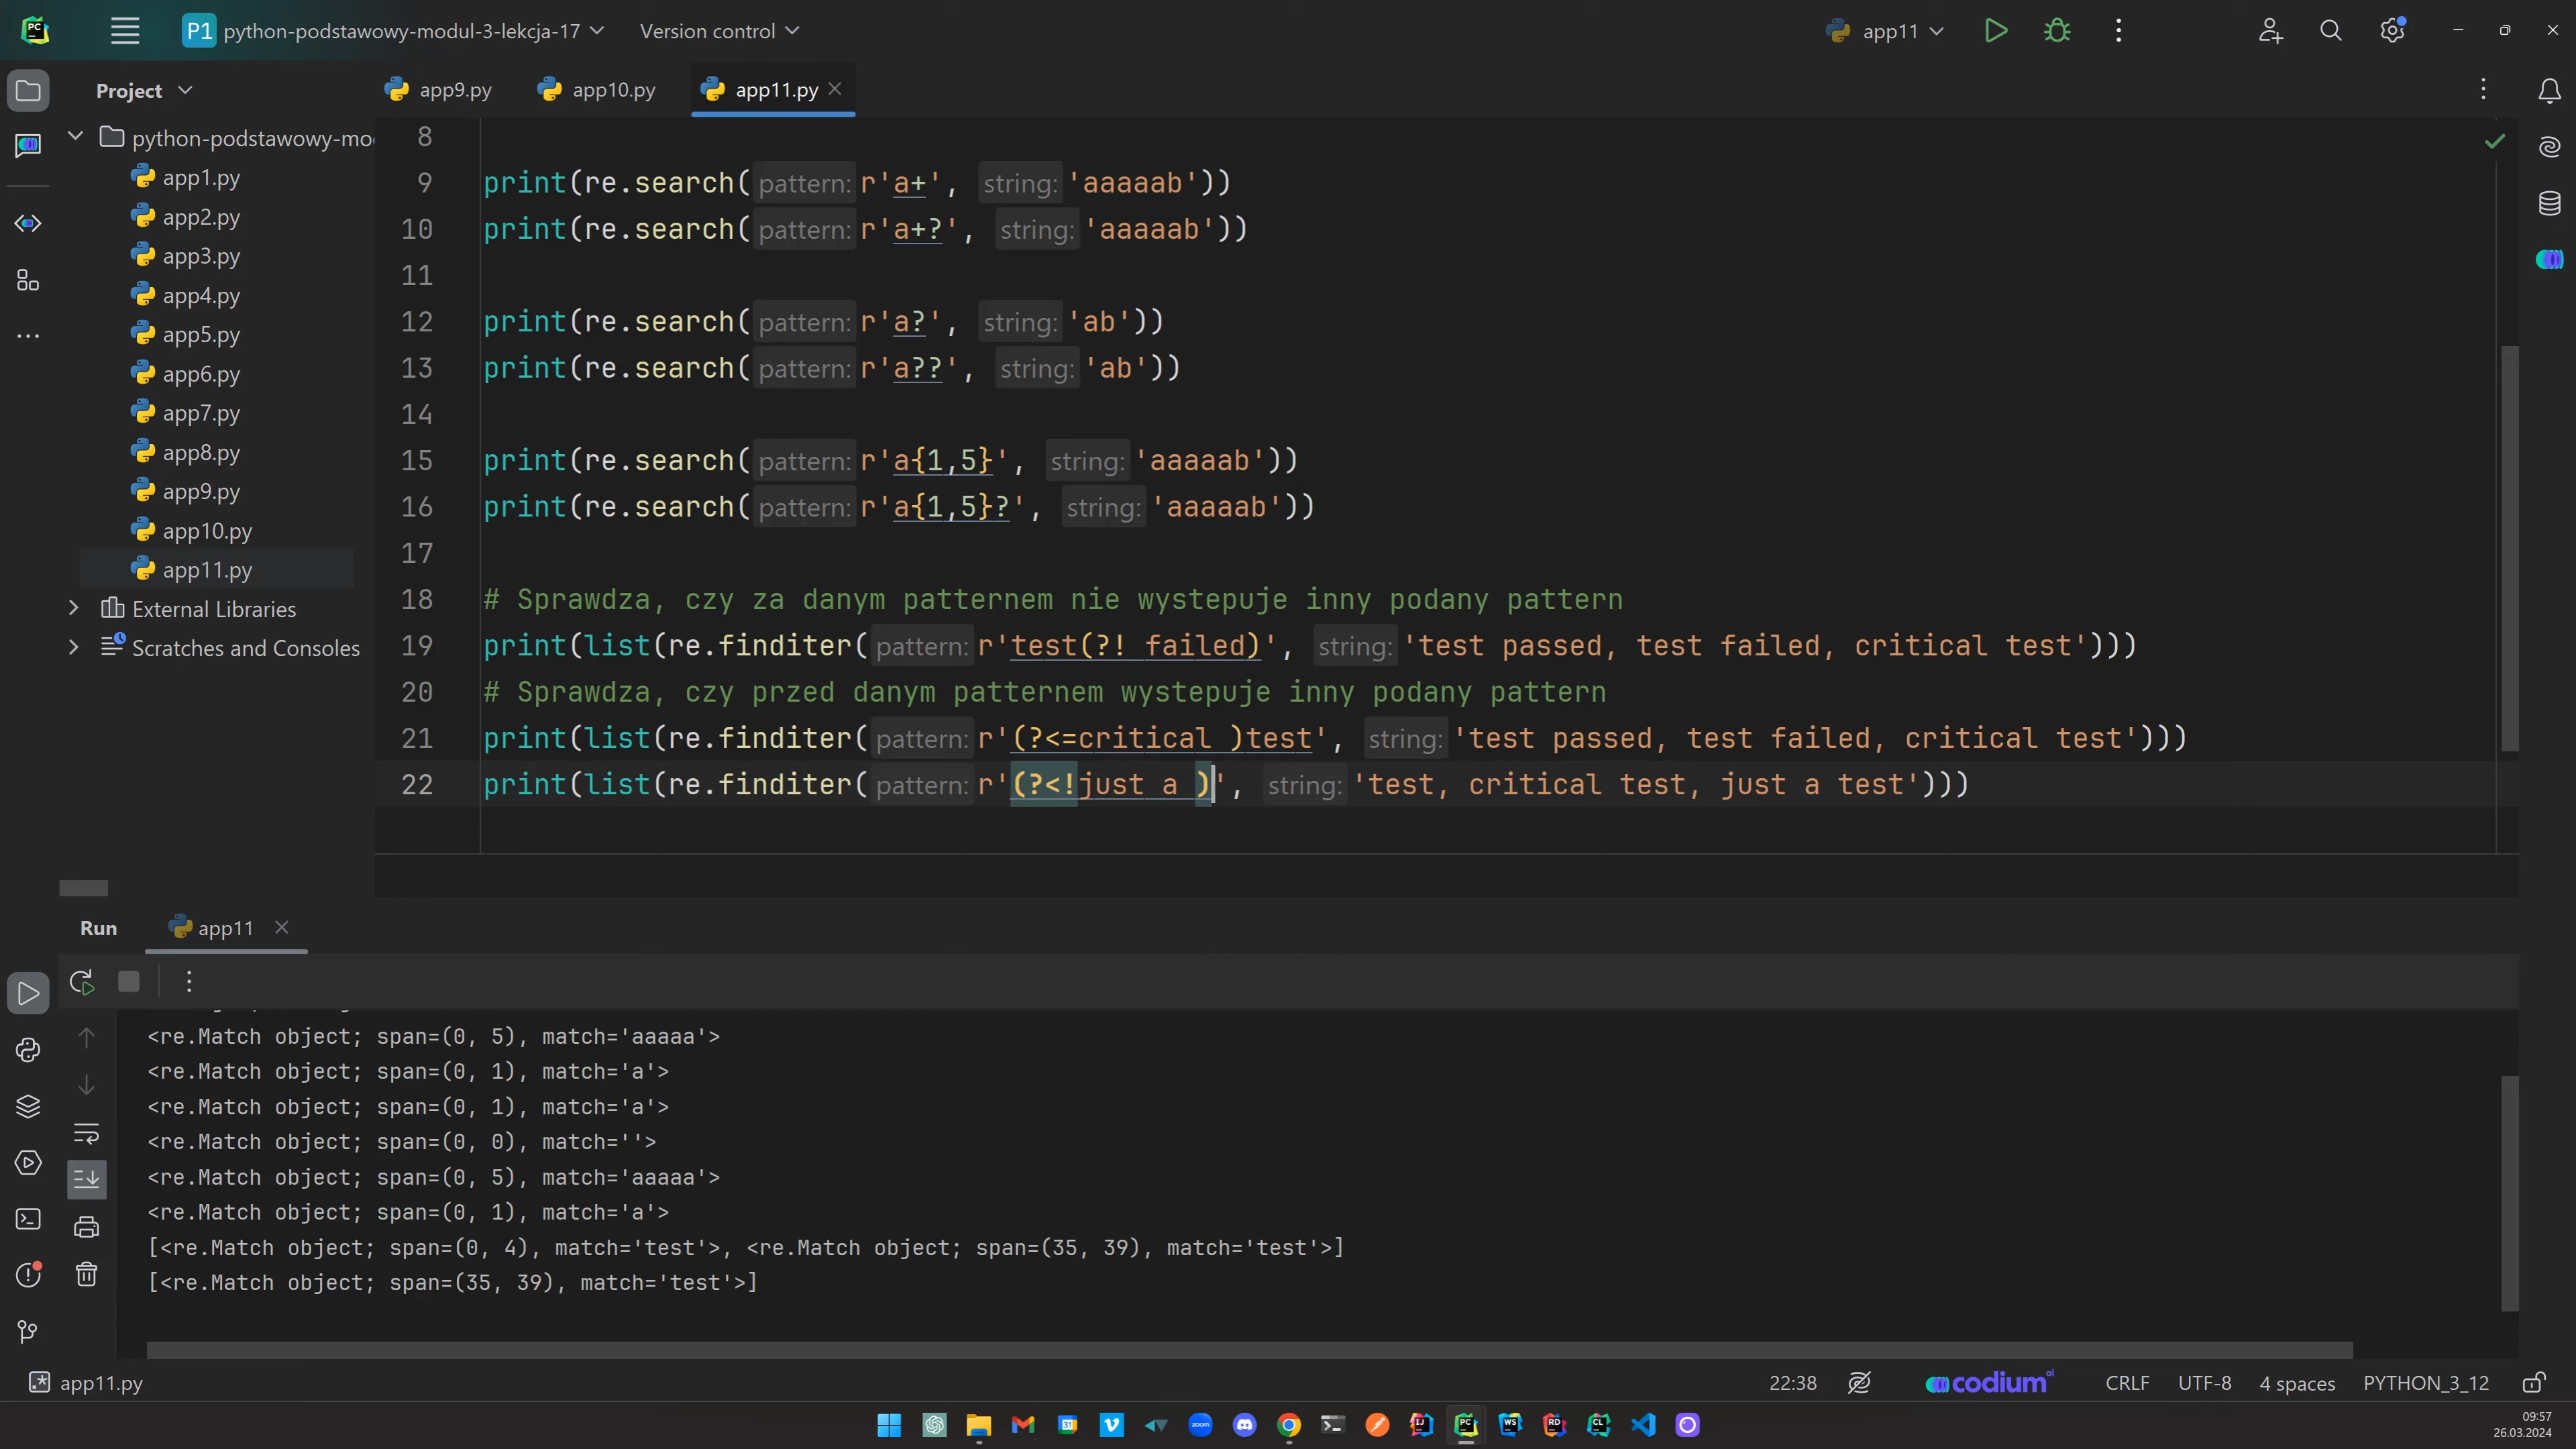 PC
P1 python-podstawowy-modul-3-lekcja-17
Version control
app11
Project
app9.py
app10.py
app11.py
python-podstawowy-mod
app1.py
app2.py
app3.py
app4.py
app5.py
app6.py
app7.py
app8.py
app9.py
app10.py
app11.py
External Libraries
Scratches and Consoles
8
9 print(re.search( pattern: r'a+', string: 'aaaaab'))
10 print(re.search( pattern: r'a+?', string: 'aaaaab'))
11
12 print(re.search( pattern: r'a?', string: 'ab'))
13 print(re.search( pattern: r'a??', string: 'ab'))
14
15 print(re.search( pattern: r'a{1,5}', string: 'aaaaab'))
16 print(re.search( pattern: r'a{1,5}?', string: 'aaaaab'))
17
18 # Sprawdza, czy za danym patternem nie wystepuje inny podany pattern
19 print(list(re.finditer( pattern: r'test(?! failed)', string: 'test passed, test failed, critical test')))
20 # Sprawdza, czy przed danym patternem wystepuje inny podany pattern
21 print(list(re.finditer( pattern: r'(?<=critical )test', string: 'test passed, test failed, critical test')))
22 print(list(re.finditer( pattern: r'(?<!just a )', string: 'test, critical test, just a test')))
Run
app11
<re.Match object; span=(0, 5), match='aaaaa'>
<re.Match object; span=(0, 1), match='a'>
<re.Match object; span=(0, 1), match='a'>
<re.Match object; span=(0, 0), match=''>
<re.Match object; span=(0, 5), match='aaaaa'>
<re.Match object; span=(0, 1), match='a'>
[<re.Match object; span=(0, 4), match='test'>, <re.Match object; span=(35, 39), match='test'>]
[<re.Match object; span=(35, 39), match='test'>]
app11.py
22:38
codium ai
CRLF
UTF-8
4 spaces
PYTHON_3_12
31
zoom
IJ
PC
WS
RD
CL
09:57
26.03.2024